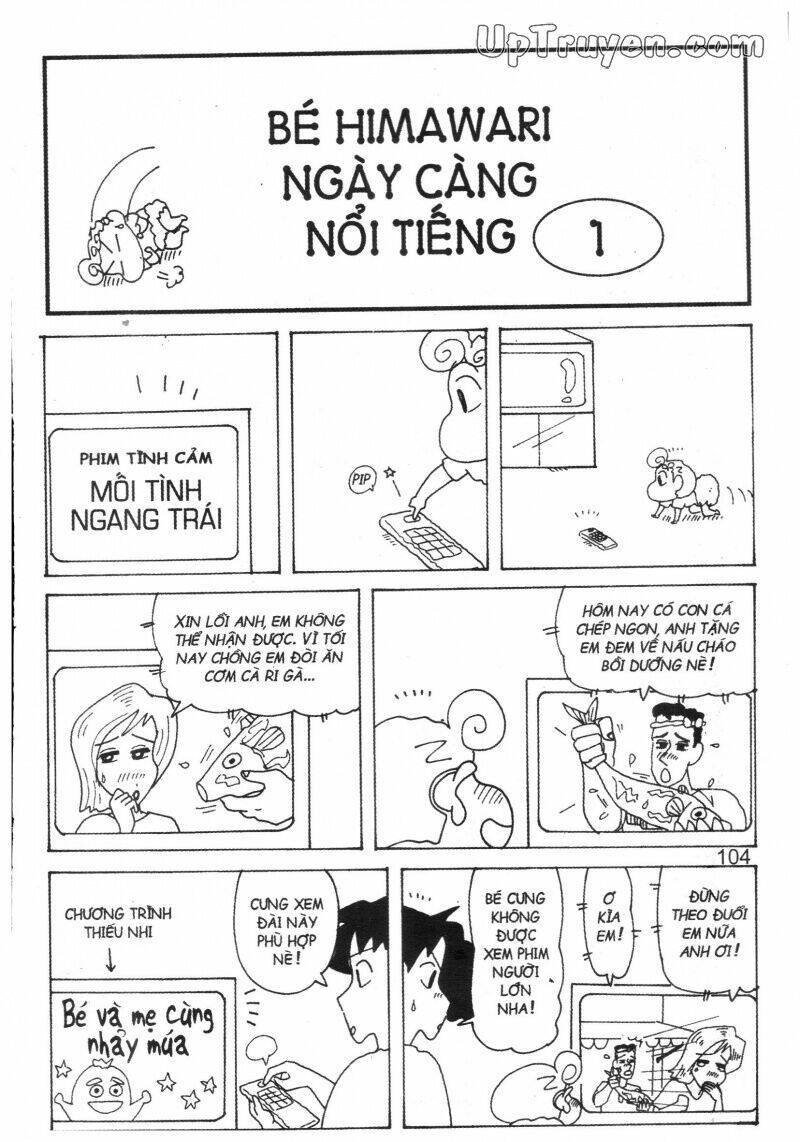 UpTruyen.com
BÉ HIMAWARI
NGÀY CÀNG
NỔI TIẾNG 1
PHIM TÌNH CẢM
MỐI TÌNH
NGANG TRÁI
PIP
HÔM NAY CÓ CON CÁ
CHÉP NGON, ANH TẶNG
EM ĐEM VỀ NẤU CHÁO
BỒI DƯỠNG NÈ!
XIN LỖI ANH, EM KHÔNG
THỂ NHẬN ĐƯỢC. VÌ TỐI
NAY CHỒNG EM ĐÒI ĂN
CƠM CÀ RI GÀ...
104
ĐỪNG
THEO ĐUỔI
EM NỮA
ANH ƠI!
Ơ
KÌA
EM!
BÉ CƯNG
KHÔNG
ĐƯỢC
XEM PHIM
NGƯỜI
LỚN
NHA!
CƯNG XEM
ĐÀI NÀY
PHÙ HỢP
NÈ!
CHƯƠNG TRÌNH
THIẾU NHI
Bé và mẹ cùng
nhảy múa